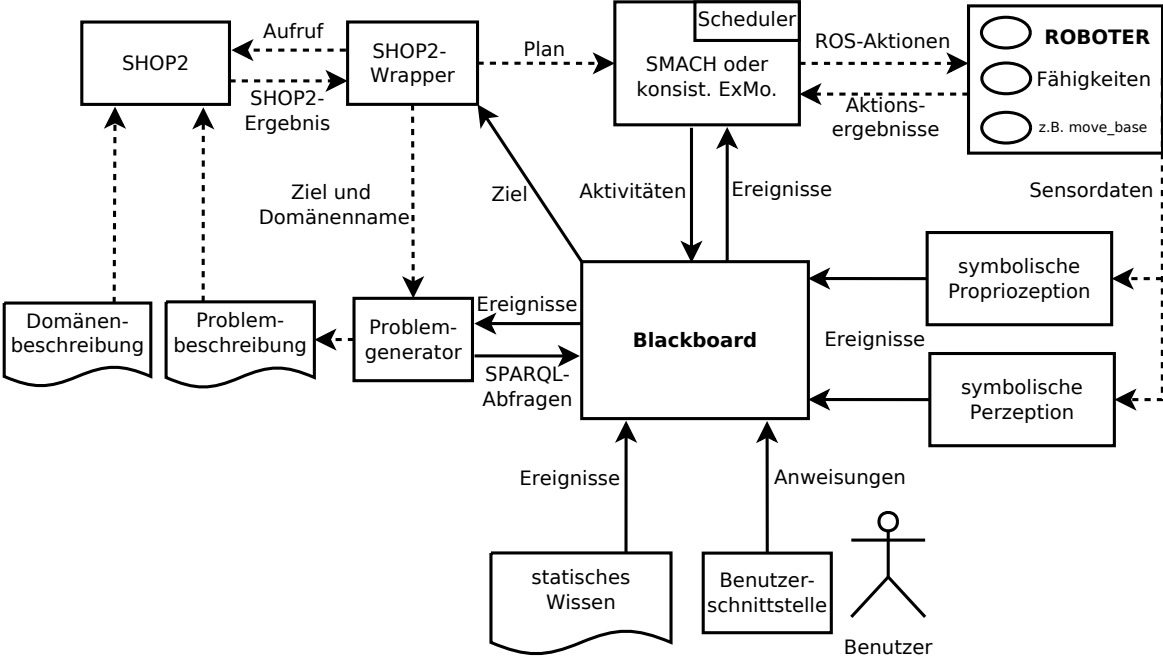 SHOP2
Aufruf
SHOP2-
Ergebnis
SHOP2-
Wrapper
Plan
Scheduler
SMACH oder
konsist. ExMo.
ROS-Aktionen
Aktions-
ergebnisse
ROBOTER
Fähigkeiten
z.B. move_base
Ziel und
Domänenname
Ziel
Aktivitäten
Ereignisse
Sensordaten
Domänen-
beschreibung
Problem-
beschreibung
Problem-
generator
Ereignisse
SPARQL-
Abfragen
Blackboard
symbolische
Propriozeption
Ereignisse
symbolische
Perzeption
Ereignisse
Anweisungen
statisches
Wissen
Benutzer-
schnittstelle
Benutzer